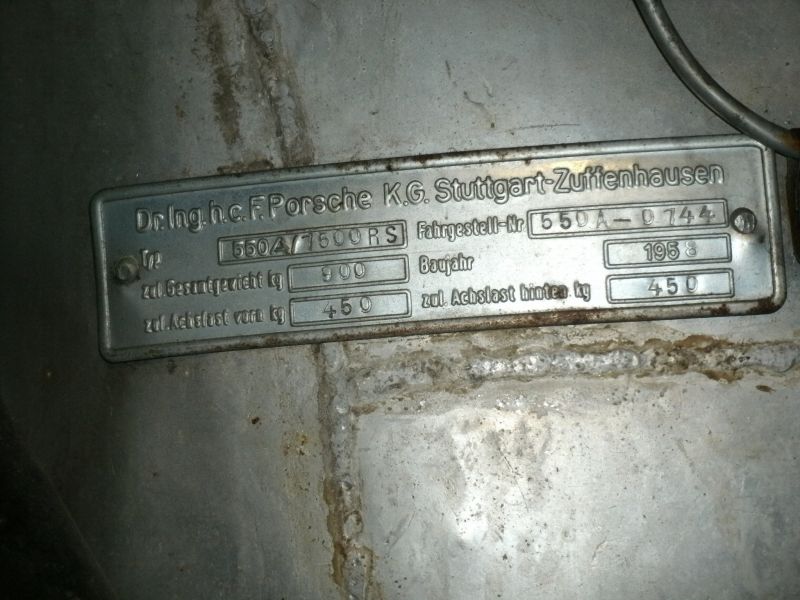 Dr. Ing. h. c. F. Porsche K.G. Stuttgart-Zuffenhausen
Typ 550A/1500RS Fahrgestell-Nr 550A-0144
zul. Gesamtgewicht kg 900 Baujahr 1958
zul. Achslast vorn kg 450 zul. Achslast hinten kg 450